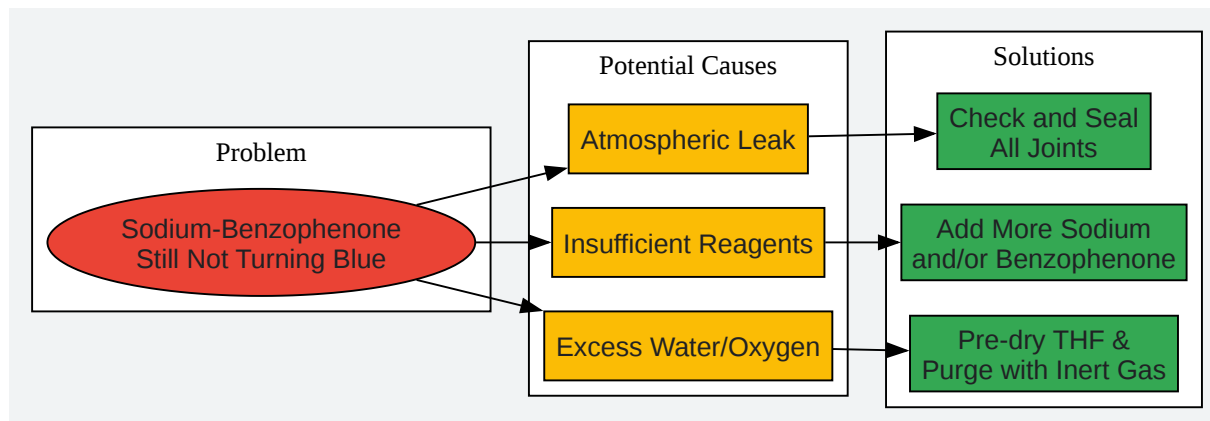 Problem
Sodium-Benzophenone
Still Not Turning Blue
Potential Causes
Atmospheric Leak
Insufficient Reagents
Excess Water/Oxygen
Solutions
Check and Seal
All Joints
Add More Sodium
and/or Benzophenone
Pre-dry THF &
Purge with Inert Gas